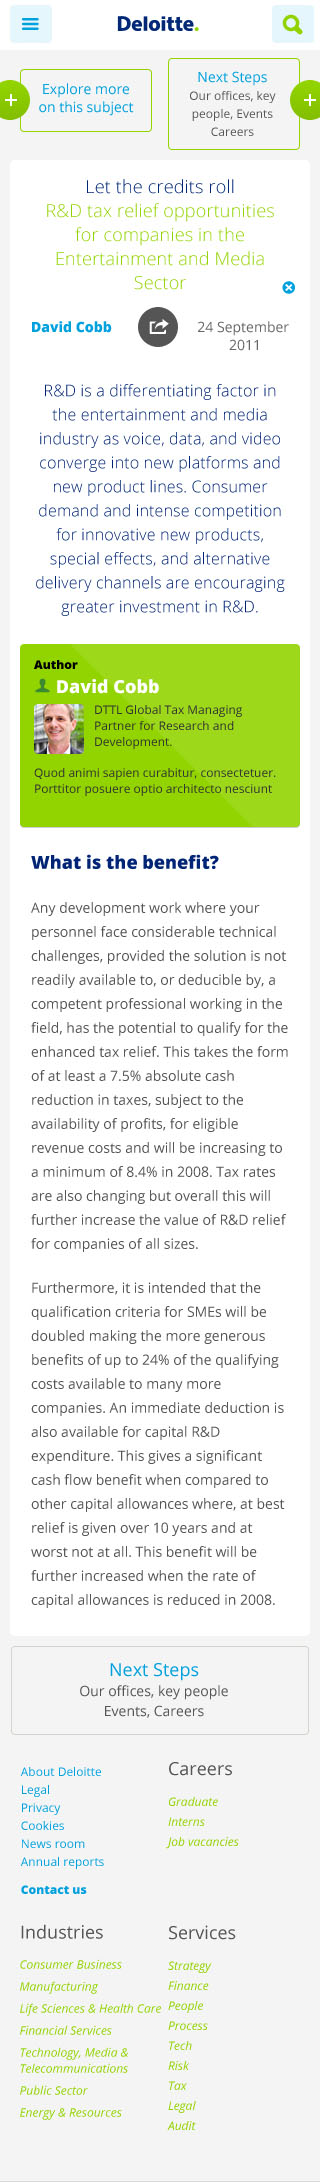 Deloitte.
Explore more
on this subject
Next Steps
Our offices, key
people, Events
Careers
Let the credits roll
R&D tax relief opportunities
for companies in the
Entertainment and Media
Sector
David Cobb
24 September
2011
R&D is a differentiating factor in
the entertainment and media
industry as voice, data, and video
converge into new platforms and
new product lines. Consumer
demand and intense competition
for innovative new products,
special effects, and alternative
delivery channels are encouraging
greater investment in R&D.
Author
David Cobb
DTTL Global Tax Managing
Partner for Research and
Development.
Quod animi sapien curabitur, consectetuer.
Porttitor posuere optio architecto nesciunt
What is the benefit?
Any development work where your
personnel face considerable technical
challenges, provided the solution is not
readily available to, or deducible by, a
competent professional working in the
field, has the potential to qualify for the
enhanced tax relief. This takes the form
of at least a 7.5% absolute cash
reduction in taxes, subject to the
availability of profits, for eligible
revenue costs and will be increasing to
a minimum of 8.4% in 2008. Tax rates
are also changing but overall this will
further increase the value of R&D relief
for companies of all sizes.
Furthermore, it is intended that the
qualification criteria for SMEs will be
doubled making the more generous
benefits of up to 24% of the qualifying
costs available to many more
companies. An immediate deduction is
also available for capital R&D
expenditure. This gives a significant
cash flow benefit when compared to
other capital allowances where, at best
relief is given over 10 years and at
worst not at all. This benefit will be
further increased when the rate of
capital allowances is reduced in 2008.
Next Steps
Our offices, key people
Events, Careers
About Deloitte
Legal
Privacy
Cookies
News room
Annual reports
Contact us
Careers
Graduate
Interns
Job vacancies
Industries
Consumer Business
Manufacturing
Life Sciences & Health Care
Financial Services
Technology, Media &
Telecommunications
Public Sector
Energy & Resources
Services
Strategy
Finance
People
Process
Tech
Risk
Tax
Legal
Audit